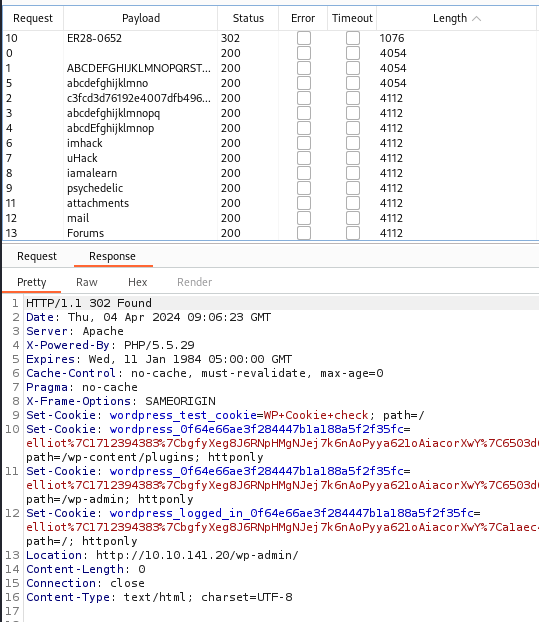 Request Payload Status Error Timeout Length
10 ER28-0652 302 1076
0 200 4054
1 ABCDEFGHIJKLMNOPQRST... 200 4054
5 abcdefghijklmno 200 4054
2 c3fcd3d76192e4007dfb496... 200 4112
3 abcdefghijklmnopq 200 4112
4 abcdEfghijklmnop 200 4112
6 imhack 200 4112
7 uHack 200 4112
8 iamalearn 200 4112
9 psychedelic 200 4112
11 attachments 200 4112
12 mail 200 4112
13 Forums 200 4112
Request Response
Pretty Raw Hex Render
1 HTTP/1.1 302 Found
2 Date: Thu, 04 Apr 2024 09:06:23 GMT
3 Server: Apache
4 X-Powered-By: PHP/5.5.29
5 Expires: Wed, 11 Jan 1984 05:00:00 GMT
6 Cache-Control: no-cache, must-revalidate, max-age=0
7 Pragma: no-cache
8 X-Frame-Options: SAMEORIGIN
9 Set-Cookie: wordpress_test_cookie=WP+Cookie+check; path=/
10 Set-Cookie: wordpress_0f64e66ae3f284447b1a188a5f2f35fc=
elliot%7C1712394383%7CbgfyXeg8J6RNpHMgNJej7k6nAoPyya62loAiacorXwY%7C6503d
path=/wp-content/plugins; httponly
11 Set-Cookie: wordpress_0f64e66ae3f284447b1a188a5f2f35fc=
elliot%7C1712394383%7CbgfyXeg8J6RNpHMgNJej7k6nAoPyya62loAiacorXwY%7C6503d
path=/wp-admin; httponly
12 Set-Cookie: wordpress_logged_in_0f64e66ae3f284447b1a188a5f2f35fc=
elliot%7C1712394383%7CbgfyXeg8J6RNpHMgNJej7k6nAoPyya62loAiacorXwY%7Ca1aec
path=/; httponly
13 Location: http://10.10.141.20/wp-admin/
14 Content-Length: 0
15 Connection: close
16 Content-Type: text/html; charset=UTF-8
17